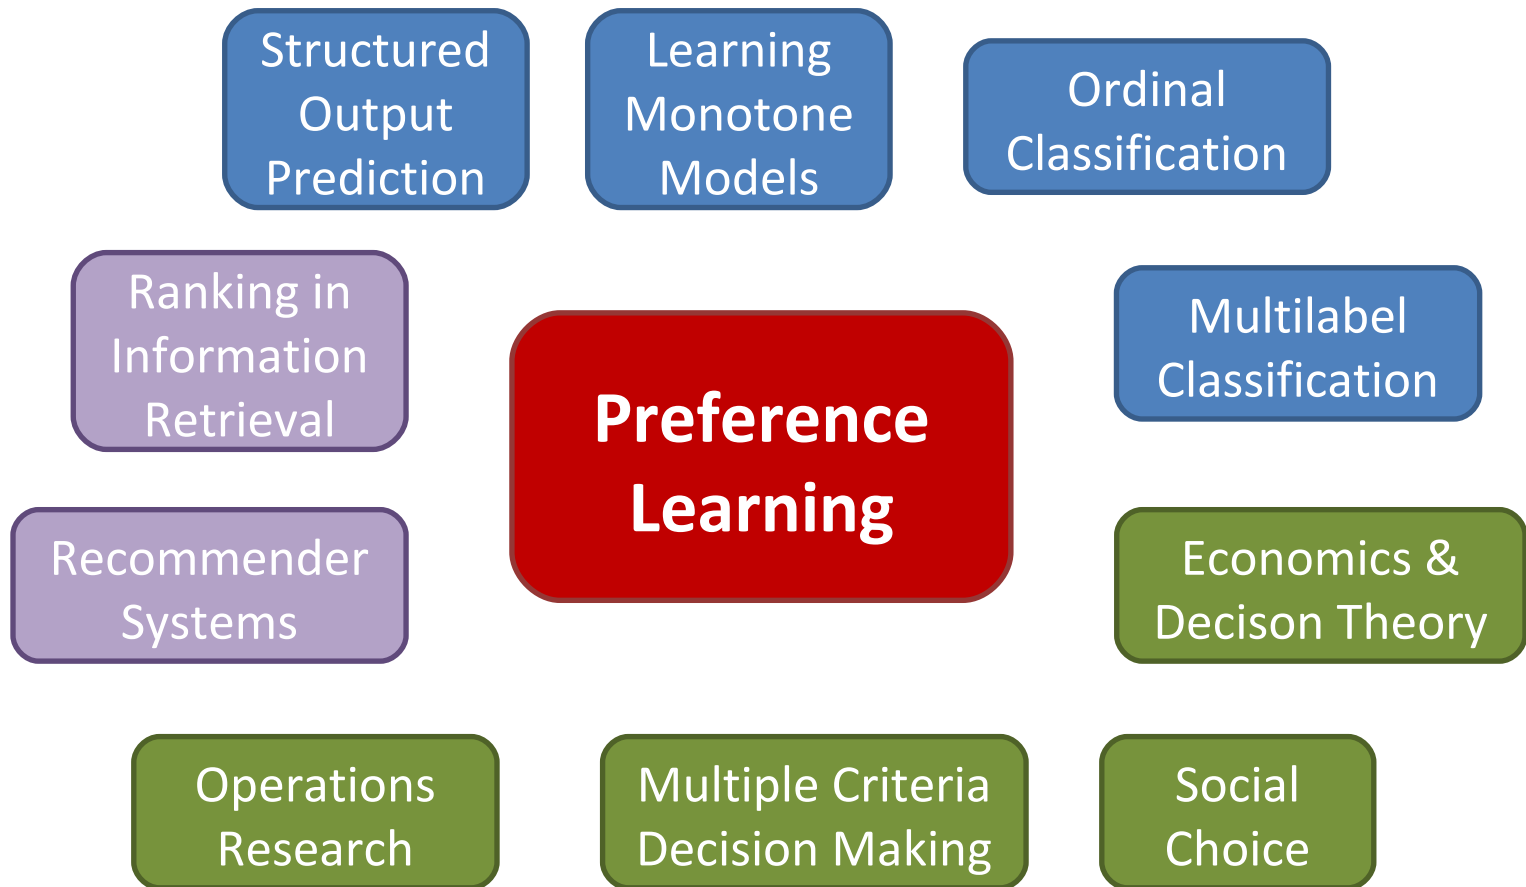 Structured
Output
Prediction
Learning
Monotone
Models
Ordinal
Classification
Ranking in
Information
Retrieval
Multilabel
Classification
Preference
Learning
Recommender
Systems
Economics &
Decison Theory
Operations
Research
Multiple Criteria
Decision Making
Social
Choice